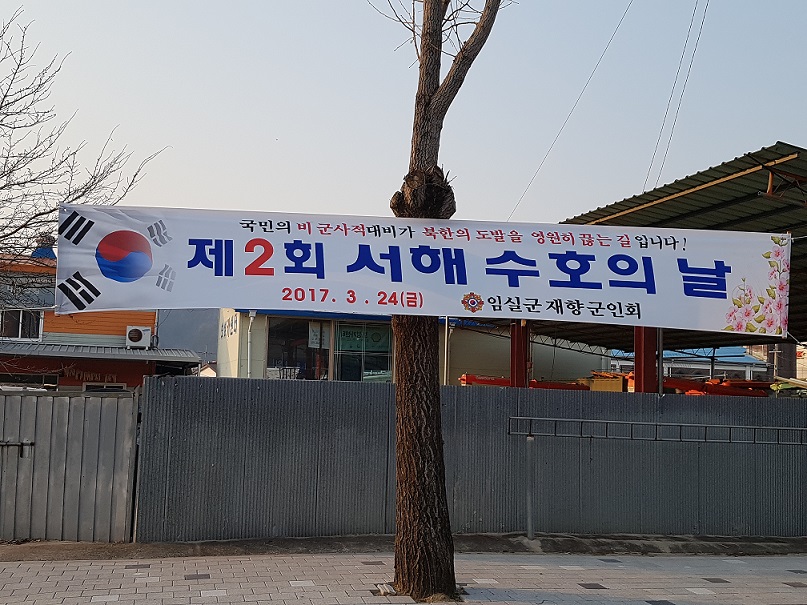 국민의 비 군사적대비가 북한의 도발을 영원히 끊는 길입니다!
제2회 서해 수호의 날
2017. 3 . 24(금) 임실군재향군인회